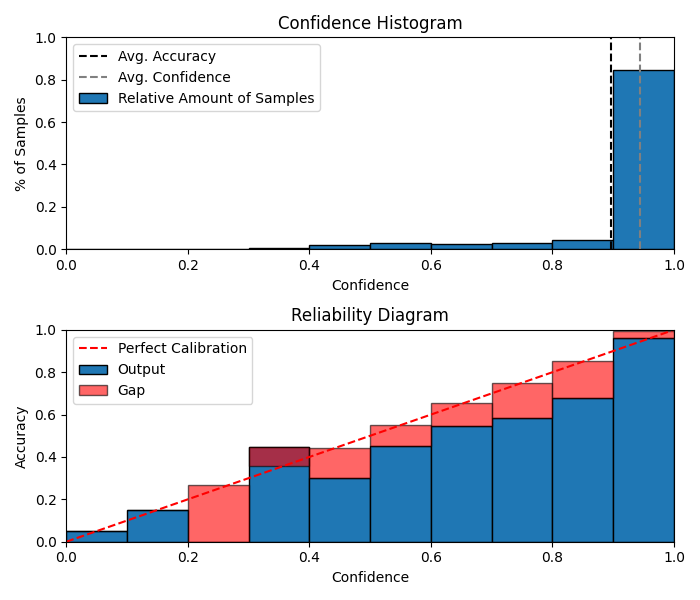 Confidence Histogram
1.0
0.8
0.6
0.4
0.2
0.0
% of Samples
Avg. Accuracy
Avg. Confidence
Relative Amount of Samples
0.0 0.2 0.4 0.6 0.8 1.0
Confidence
Reliability Diagram
1.0
0.8
0.6
0.4
0.2
0.0
Accuracy
Perfect Calibration
Output
Gap
0.0 0.2 0.4 0.6 0.8 1.0
Confidence